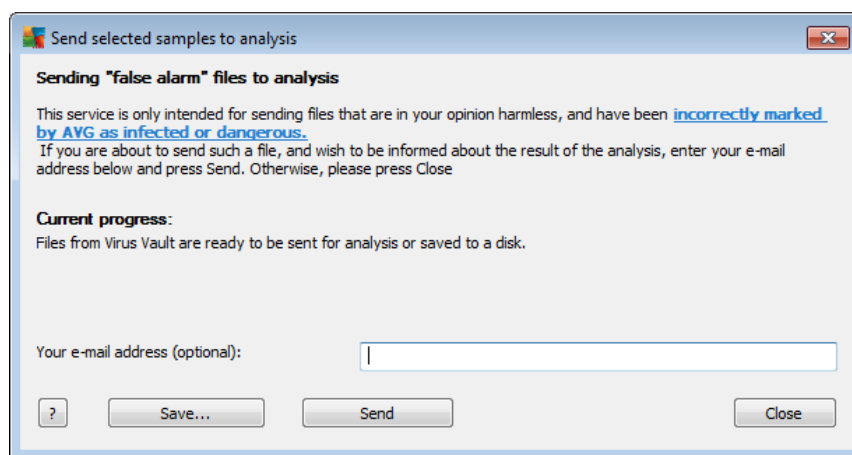 Send selected samples to analysis
Sending "false alarm" files to analysis
This service is only intended for sending files that are in your opinion harmless, and have been incorrectly marked
by AVG as infected or dangerous.
If you are about to send such a file, and wish to be informed about the result of the analysis, enter your e-mail
address below and press Send. Otherwise, please press Close
Current progress:
Files from Virus Vault are ready to be sent for analysis or saved to a disk.
Your e-mail address (optional):
? Save... Send Close